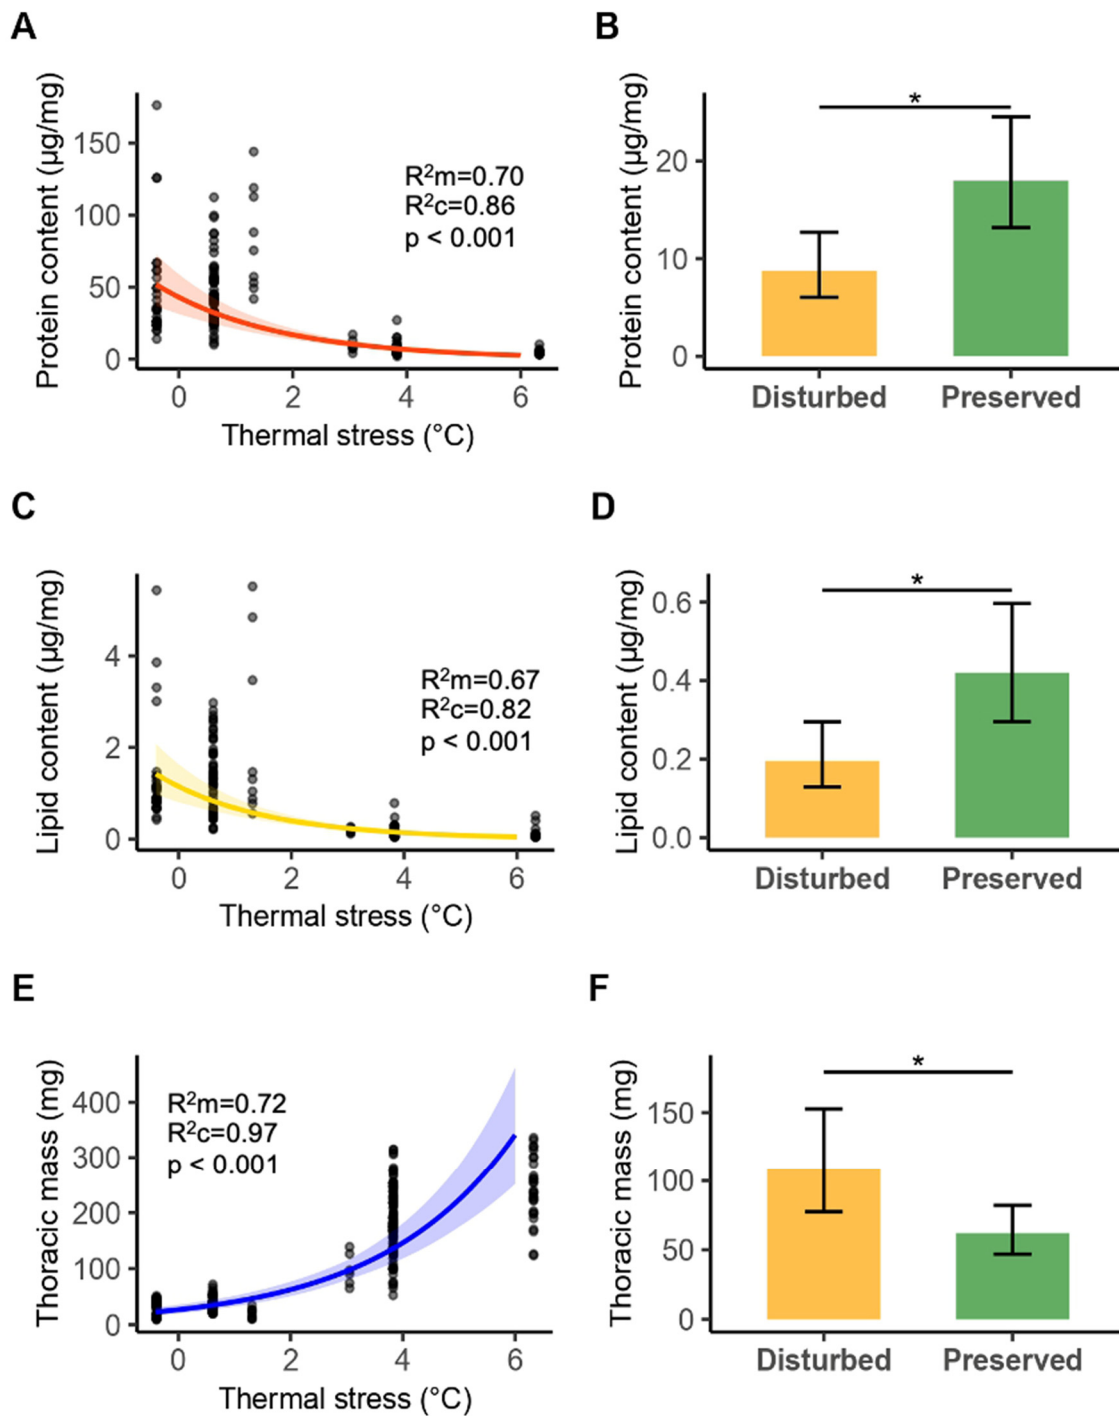 A
Protein content (µg/mg)
150
100
50
0
R²m=0.70
R²c=0.86
p < 0.001
0 2 4 6
Thermal stress (°C)
B
Protein content (µg/mg)
20
10
0
*
Disturbed Preserved
C
Lipid content (µg/mg)
4
2
0
R²m=0.67
R²c=0.82
p < 0.001
0 2 4 6
Thermal stress (°C)
D
Lipid content (µg/mg)
0.6
0.4
0.2
0.0
*
Disturbed Preserved
E
Thoracic mass (mg)
400
300
200
100
0
R²m=0.72
R²c=0.97
p < 0.001
0 2 4 6
Thermal stress (°C)
F
Thoracic mass (mg)
150
100
50
0
*
Disturbed Preserved